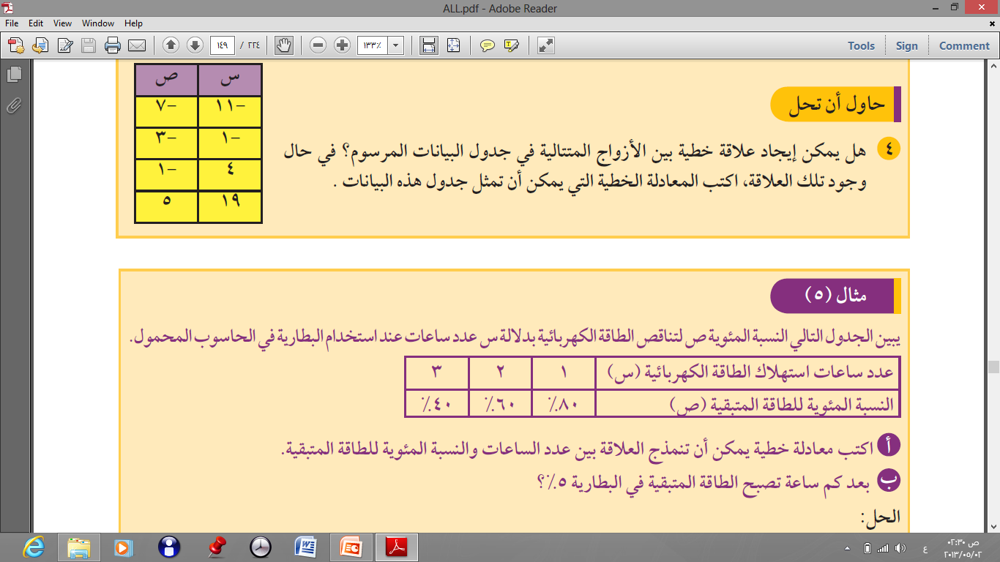 ALL.pdf - Adobe Reader
File Edit View Window Help
١٤٩ / ٢٢٤ ١٣٣٪ Tools Sign Comment
س ص
–١١ –٧
–١ –٣
٤ –١
١٩ ٥
حاول أن تحل
٤ هل يمكن إيجاد علاقة خطية بين الأزواج المتتالية في جدول البيانات المرسوم؟ في حال
وجود تلك العلاقة، اكتب المعادلة الخطية التي يمكن أن تمثل جدول هذه البيانات .
مثال (٥)
يبين الجدول التالي النسبة المئوية ص لتناقص الطاقة الكهربائية بدلالة س عدد ساعات عند استخدام البطارية في الحاسوب المحمول.
عدد ساعات استهلاك الطاقة الكهربائية (س) ١ ٢ ٣
النسبة المئوية للطاقة المتبقية (ص) ٨٠٪ ٦٠٪ ٤٠٪
أ اكتب معادلة خطية يمكن أن تنمذج العلاقة بين عدد الساعات والنسبة المئوية للطاقة المتبقية.
ب بعد كم ساعة تصبح الطاقة المتبقية في البطارية ٥٪؟
الحل:
ع
٠٢:٣٠ ص
٢٠١٣/٠٥/٠٢